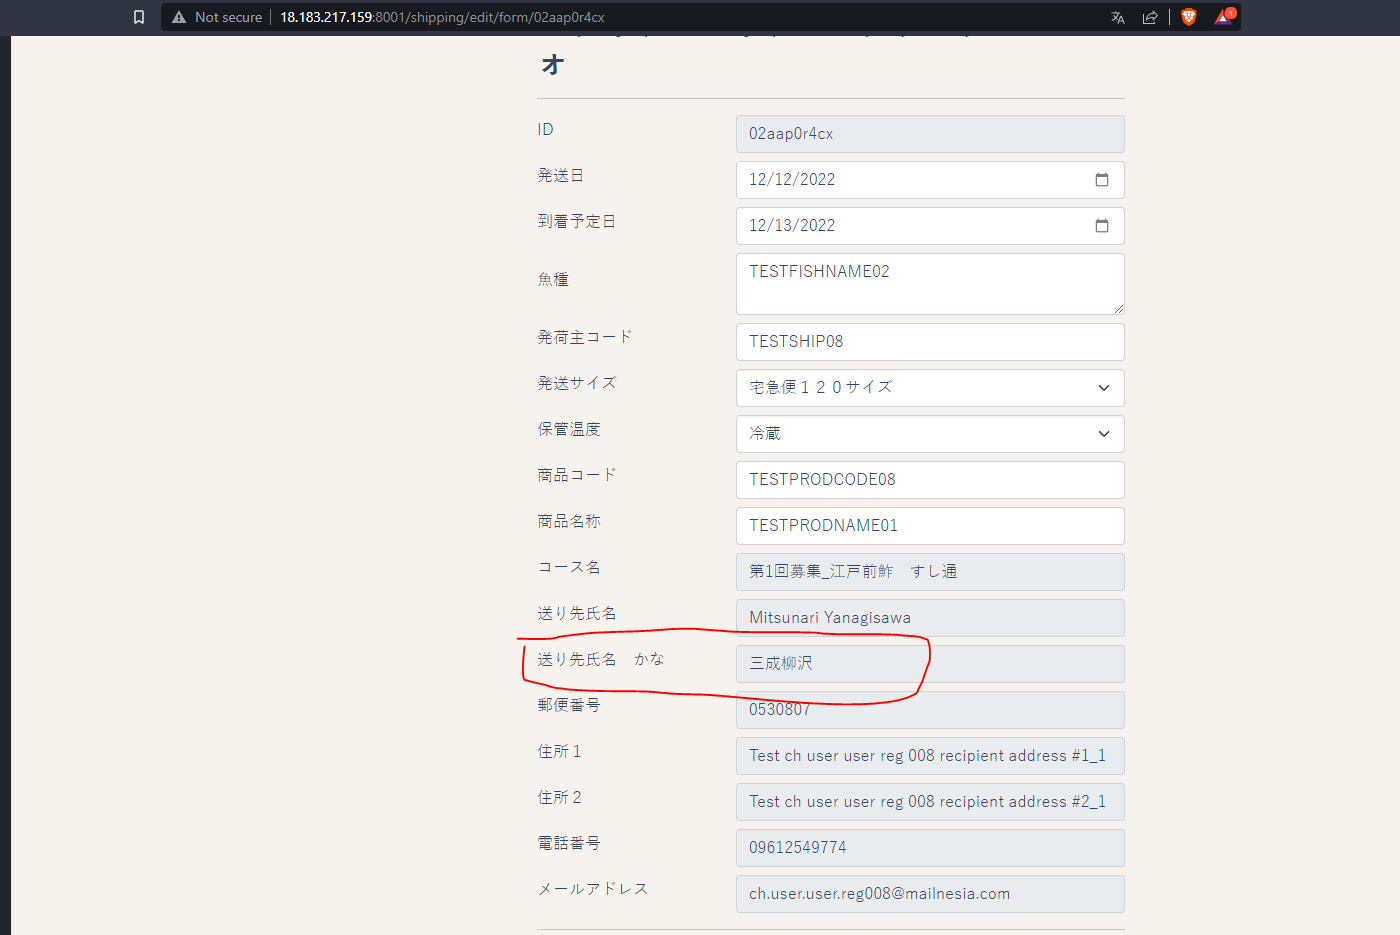 Not secure 18.183.217.159:8001/shipping/edit/form/02aap0r4cx 1
オ
ID 02aap0r4cx
発送日 12/12/2022
到着予定日 12/13/2022
魚種 TESTFISHNAME02
発荷主コード TESTSHIP08
発送サイズ 宅急便１２０サイズ
保管温度 冷蔵
商品コード TESTPRODCODE08
商品名称 TESTPRODNAME01
コース名 第1回募集_江戸前鮓　すし通
送り先氏名 Mitsunari Yanagisawa
送り先氏名　かな 三成柳沢
郵便番号 0530807
住所１ Test ch user user reg 008 recipient address #1_1
住所２ Test ch user user reg 008 recipient address #2_1
電話番号 09612549774
メールアドレス ch.user.user.reg008@mailnesia.com